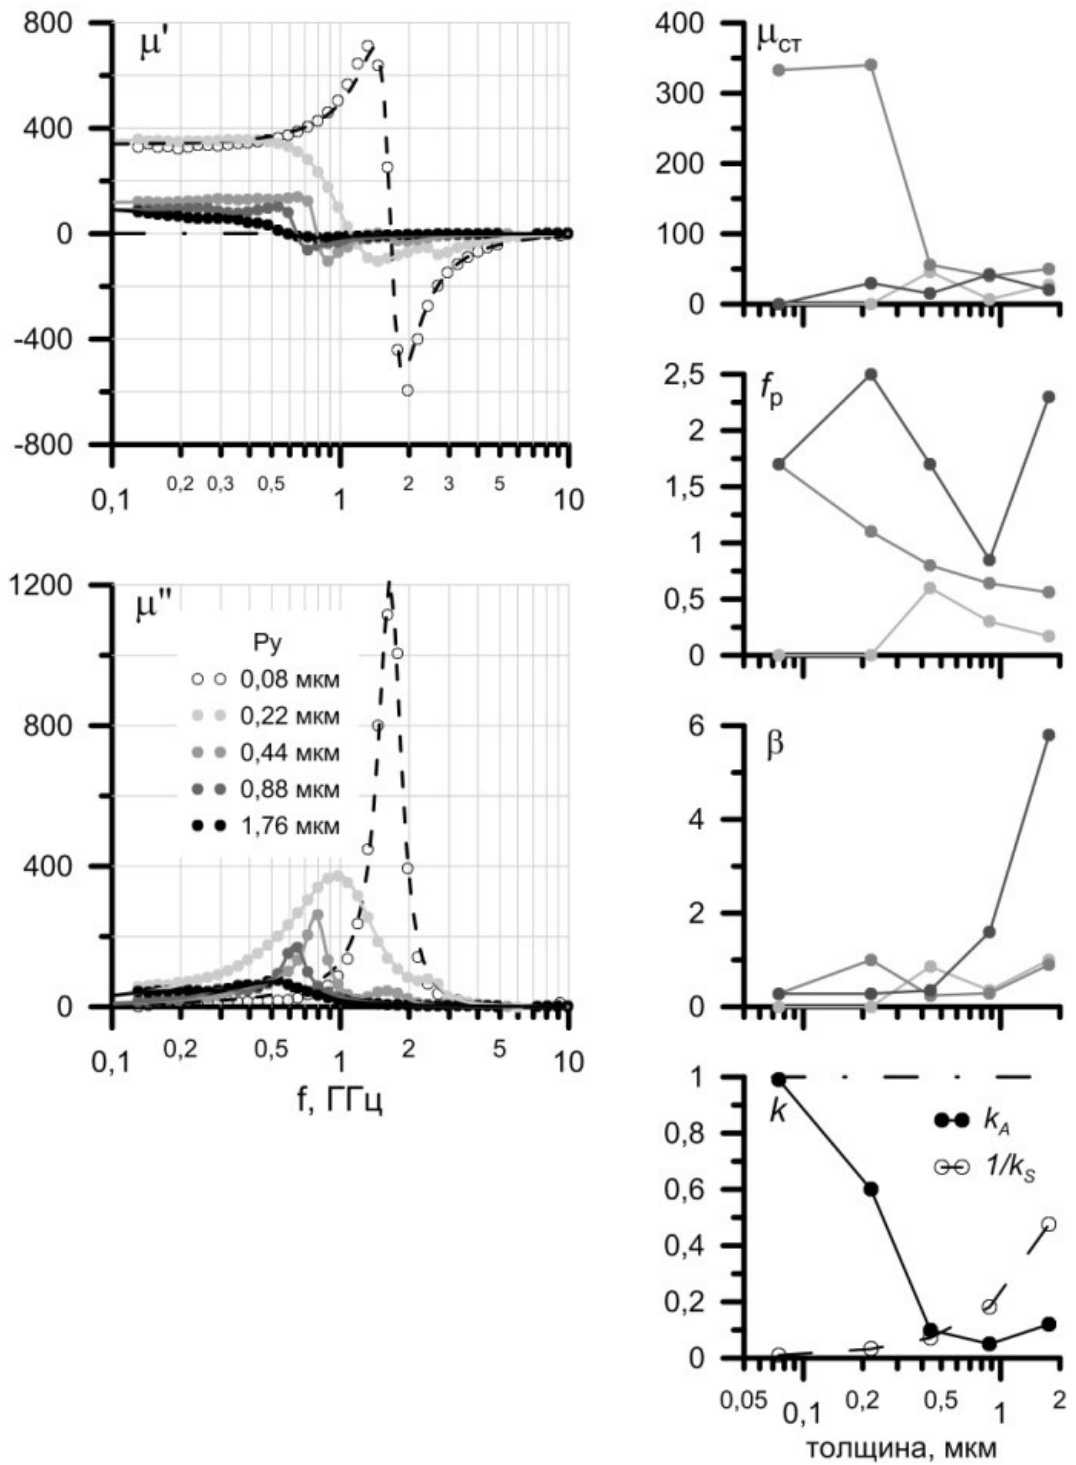 μ'
800
400
0
-400
-800
0,1 0,2 0,3 0,5 1 2 3 5 10
μ"
1200
800
400
0
Py
0,08 мкм
0,22 мкм
0,44 мкм
0,88 мкм
1,76 мкм
0,1 0,2 0,5 1 2 5 10
f, ГГц
μст
400
300
200
100
0
fp
2,5
2
1,5
1
0,5
0
β
6
4
2
0
k
1
0,8
0,6
0,4
0,2
0
kA
1/kS
0,05 0,1 0,2 0,5 1 2
толщина, мкм